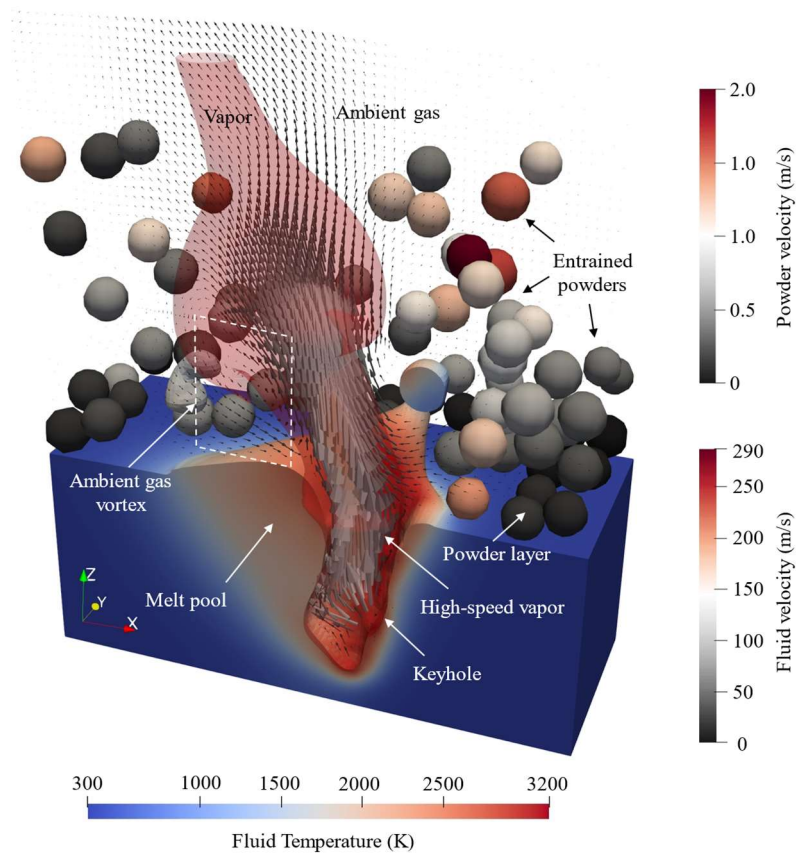 Vapor
Ambient gas
Entrained
powders
Ambient gas
vortex
Powder layer
Melt pool
High-speed vapor
Keyhole
Z
Y
X
2.0
1.0
1.0
0.5
0
Powder velocity (m/s)
290
200
150
100
50
0
Fluid velocity (m/s)
300
1000
1500
2000
2500
3200
Fluid Temperature (K)